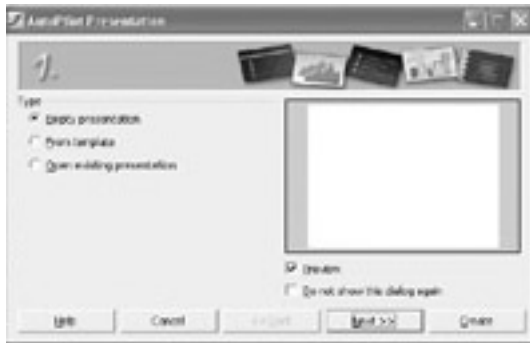 AutoPilot Presentation
1.
Type
Empty presentation
From template
Open existing presentation
Preview
Do not show this dialog again
Help
Cancel
Next >>
Create